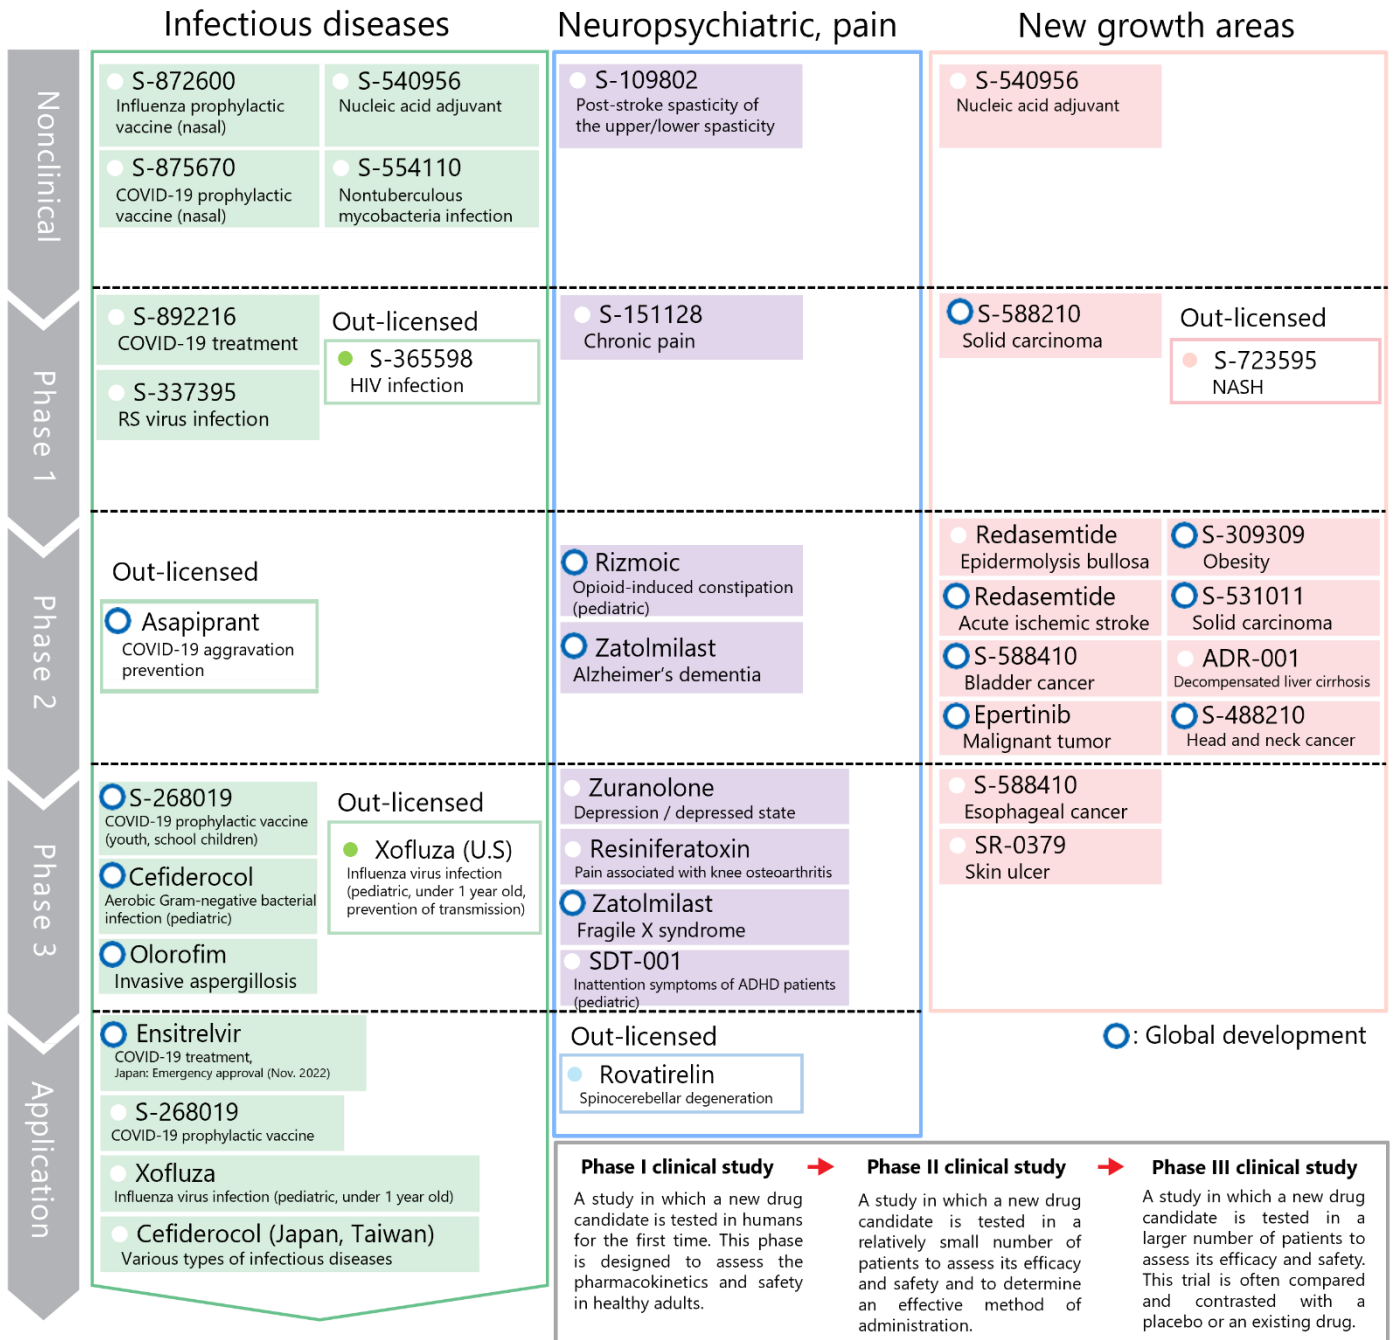 Infectious diseases
Neuropsychiatric, pain
New growth areas
Nonclinical
S-872600
Influenza prophylactic
vaccine (nasal)
S-540956
Nucleic acid adjuvant
S-875670
COVID-19 prophylactic
vaccine (nasal)
S-554110
Nontuberculous
mycobacteria infection
S-109802
Post-stroke spasticity of
the upper/lower spasticity
S-540956
Nucleic acid adjuvant
Phase 1
S-892216
COVID-19 treatment
S-337395
RS virus infection
Out-licensed
S-365598
HIV infection
S-151128
Chronic pain
S-588210
Solid carcinoma
Out-licensed
S-723595
NASH
Phase 2
Out-licensed
Asapiprant
COVID-19 aggravation
prevention
Rizmoic
Opioid-induced constipation
(pediatric)
Zatolmilast
Alzheimer's dementia
Redasemtide
Epidermolysis bullosa
S-309309
Obesity
Redasemtide
Acute ischemic stroke
S-531011
Solid carcinoma
S-588410
Bladder cancer
ADR-001
Decompensated liver cirrhosis
Epertinib
Malignant tumor
S-488210
Head and neck cancer
Phase 3
S-268019
COVID-19 prophylactic vaccine
(youth, school children)
Cefiderocol
Aerobic Gram-negative bacterial
infection (pediatric)
Olorofim
Invasive aspergillosis
Out-licensed
Xofluza (U.S)
Influenza virus infection
(pediatric, under 1 year old,
prevention of transmission)
Zuranolone
Depression / depressed state
Resiniferatoxin
Pain associated with knee osteoarthritis
Zatolmilast
Fragile X syndrome
SDT-001
Inattention symptoms of ADHD patients
(pediatric)
S-588410
Esophageal cancer
SR-0379
Skin ulcer
Application
Ensitrelvir
COVID-19 treatment,
Japan: Emergency approval (Nov. 2022)
S-268019
COVID-19 prophylactic vaccine
Xofluza
Influenza virus infection (pediatric, under 1 year old)
Cefiderocol (Japan, Taiwan)
Various types of infectious diseases
Out-licensed
Rovatirelin
Spinocerebellar degeneration
: Global development
Phase I clinical study
A study in which a new drug
candidate is tested in humans
for the first time. This phase
is designed to assess the
pharmacokinetics and safety
in healthy adults.
Phase II clinical study
A study in which a new drug
candidate is tested in a
relatively small number of
patients to assess its efficacy
and safety and to determine
an effective method of
administration.
Phase III clinical study
A study in which a new drug
candidate is tested in a
larger number of patients to
assess its efficacy and safety.
This trial is often compared
and contrasted with a
placebo or an existing drug.